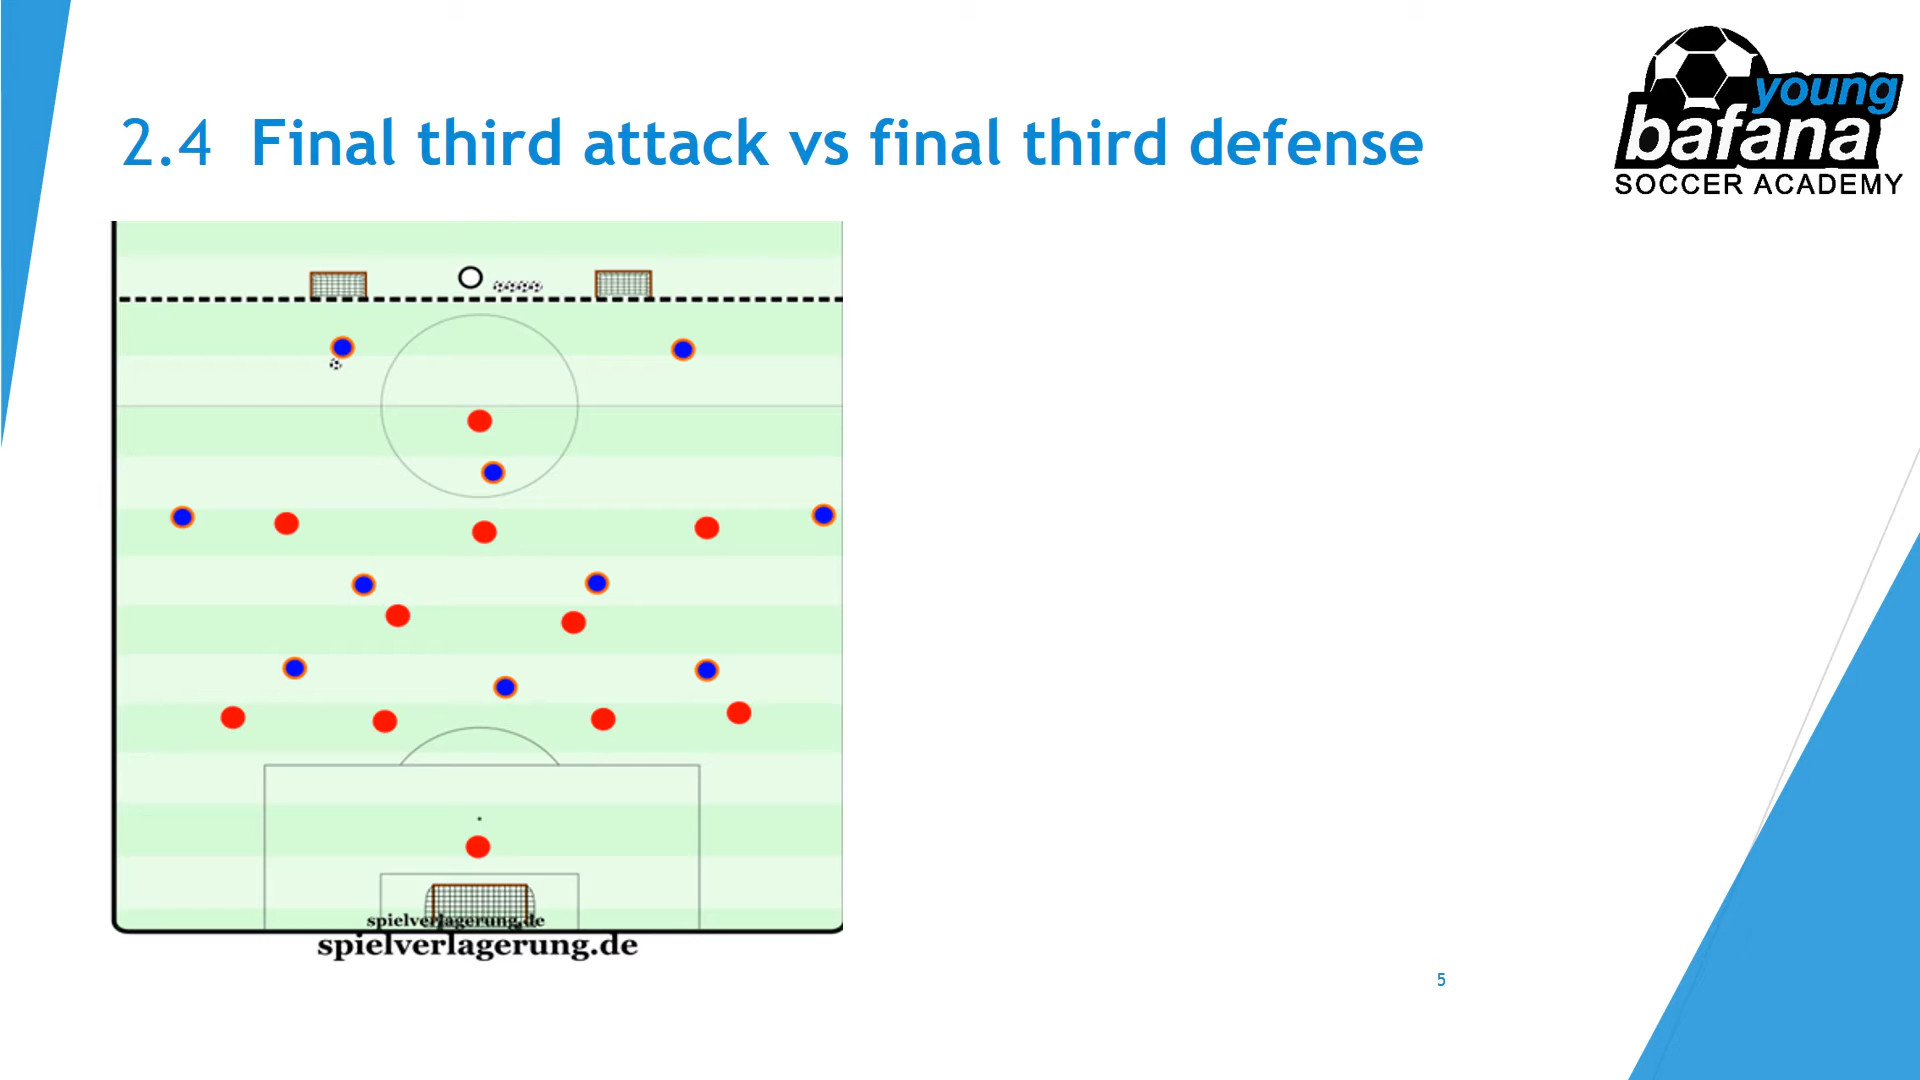 2.4 Final third attack vs final third defense
young
bafana
SOCCER ACADEMY
spielverlagerung.de
spielverlagerung.de
5